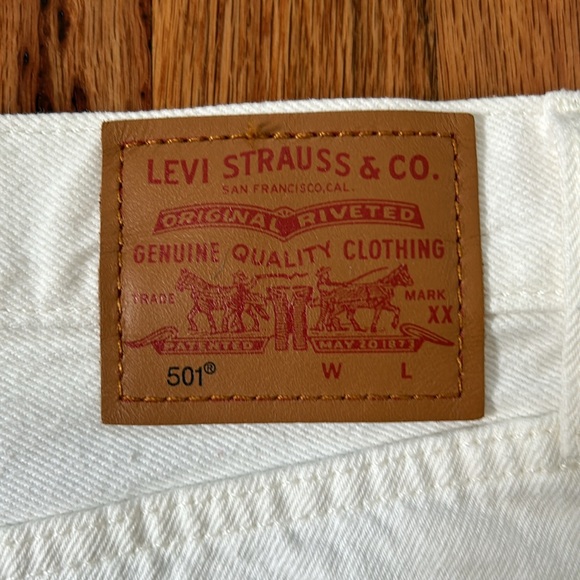 LEVI STRAUSS & CO.
SAN FRANCISCO, CAL.
ORIGINAL RIVETED
GENUINE QUALITY CLOTHING
TRADE MARK
XX
PATENTED MAY 20 1873
501® W L